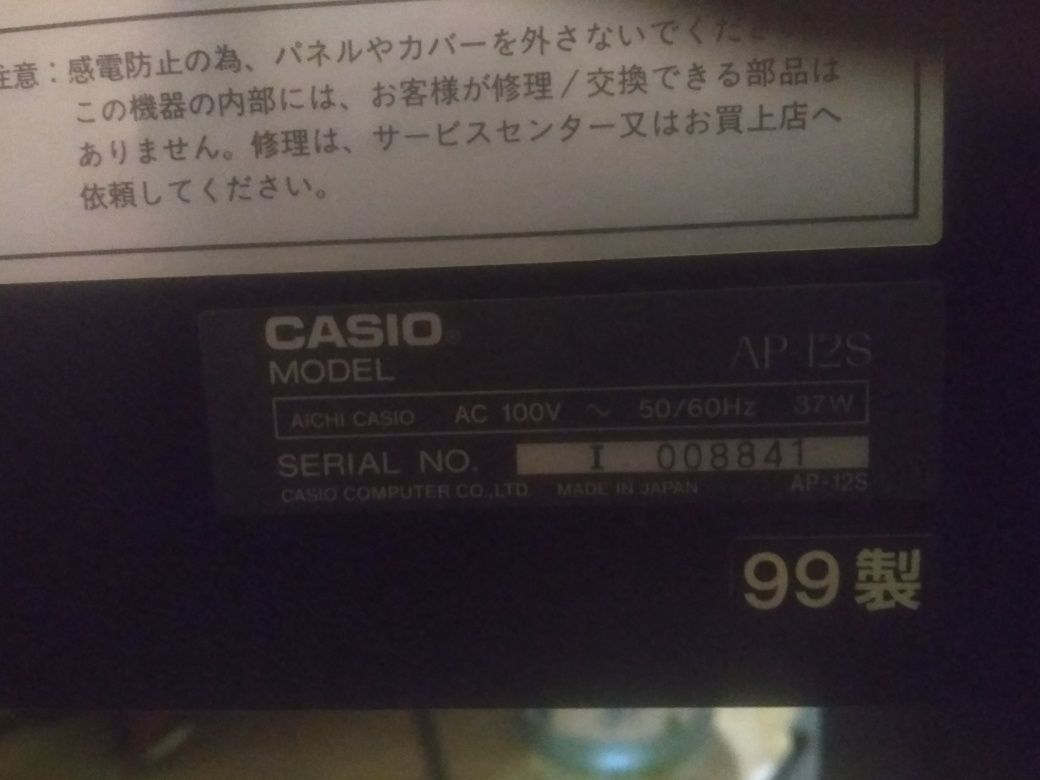 注意：感電防止の為、パネルやカバーを外さないでください
この機器の内部には、お客様が修理/交換できる部品は
ありません。修理は、サービスセンター又はお買上店へ
依頼してください。
CASIO®
MODEL AP-12S
AICHI CASIO AC 100V ～ 50/60Hz 37W
SERIAL NO. I 008841
CASIO COMPUTER CO.,LTD. MADE IN JAPAN AP-12S
99製